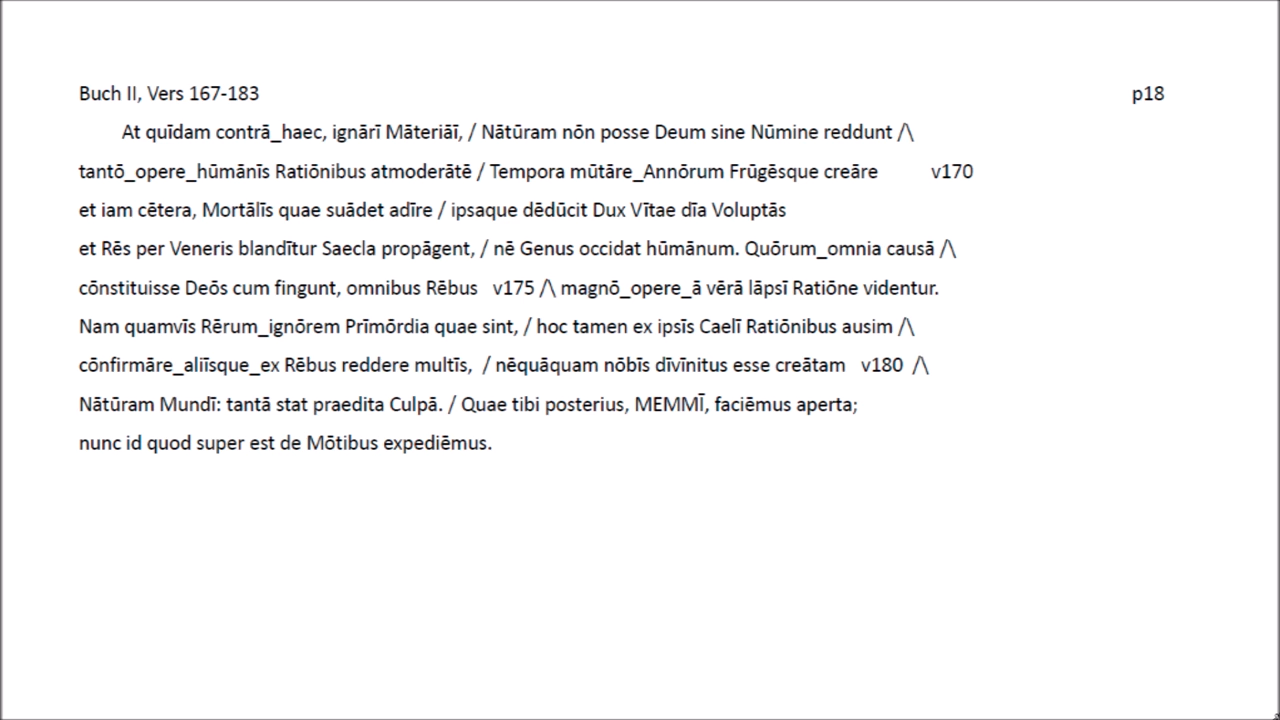 Buch II, Vers 167-183 p18
At quīdam contrā_haec, ignārī Māteriāī, / Nātūram nōn posse Deum sine Nūmine reddunt /\
tantō_opere_hūmānīs Ratiōnibus atmoderātē / Tempora mūtāre_Annōrum Frūgēsque creāre v170
et iam cētera, Mortālīs quae suādet adīre / ipsaque dēdūcit Dux Vītae dīa Voluptās
et Rēs per Veneris blandītur Saecla propāgent, / nē Genus occidat hūmānum. Quōrum_omnia causā /\
cōnstituisse Deōs cum fingunt, omnibus Rēbus v175 /\ magnō_opere_ā vērā lāpsī Ratiōne videntur.
Nam quamvīs Rērum_ignōrem Prīmōrdia quae sint, / hoc tamen ex ipsīs Caelī Ratiōnibus ausim /\
cōnfirmāre_aliīsque_ex Rēbus reddere multīs, / nēquāquam nōbīs dīvīnitus esse creātam v180 /\
Nātūram Mundī: tantā stat praedita Culpā. / Quae tibi posterius, MEMMĪ, faciēmus aperta;
nunc id quod super est de Mōtibus expediēmus.